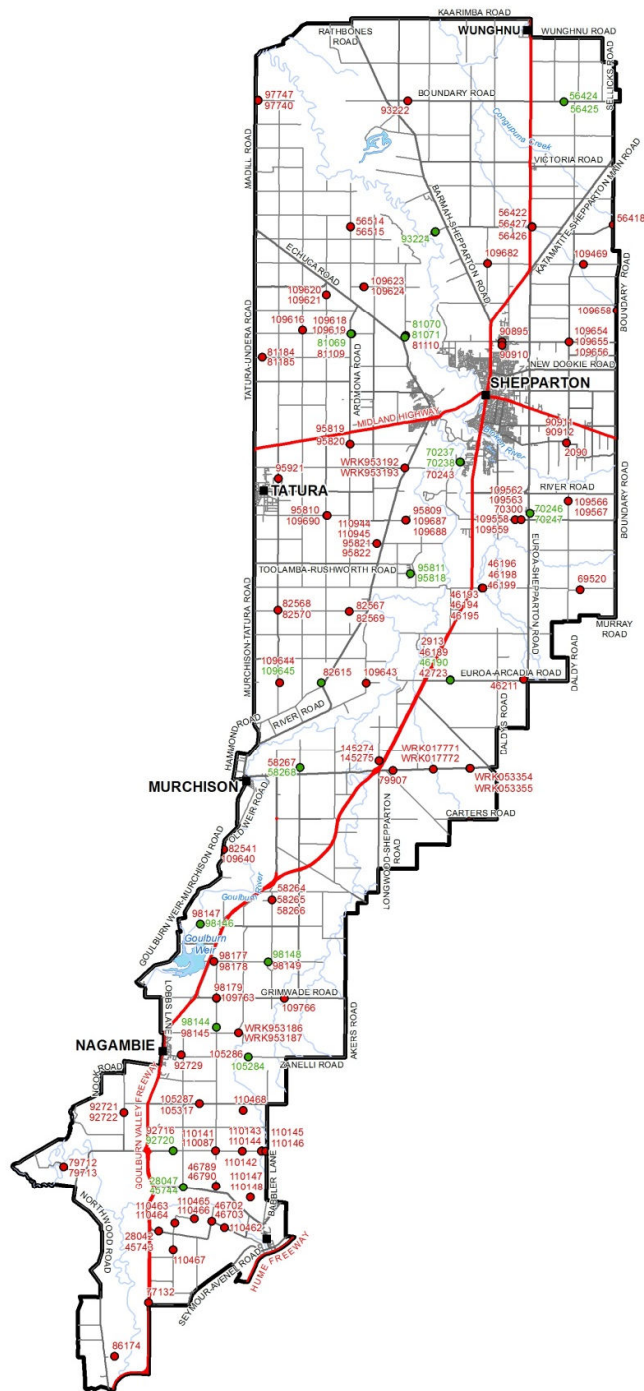 KAARIMBA ROAD
WUNGHNU
WUNGHNU ROAD
RATHBONES
ROAD
SELLICKS ROAD
97747
97740
93222
BOUNDARY ROAD
56424
56425
Congupuna Creek
MADILL ROAD
VICTORIA ROAD
KATAMATITE-SHEPPARTON MAIN ROAD
BARMAH-SHEPPARTON ROAD
56514
56515
93224
56422
56427
56426
56418
ECHUCA ROAD
109682
109469
BOUNDARY ROAD
109623
109624
109620
109621
109658
TATURA-UNDERA ROAD
109616
109618
109619
81069
81109
81070
81071
81110
90895
90910
109654
109655
109656
81184
81185
ARDMONA ROAD
NEW DOOKIE ROAD
SHEPPARTON
MIDLAND HIGHWAY
95819
95820
90911
90912
2090
WRK953192
WRK953193
70237
70238
70243
95921
TATURA
RIVER ROAD
109562
109563
70300
109558
109559
70246
70247
109566
109567
BOUNDARY ROAD
95810
109690
110944
110945
95821
95822
95809
109687
109688
TOOLAMBA-RUSHWORTH ROAD
95811
95818
46196
46198
46199
69520
EUROA-SHEPPARTON ROAD
46193
46194
46195
MURRAY
ROAD
82568
82570
82567
82569
MURCHISON-TATURA ROAD
2913
46189
46190
42723
DALDY ROAD
109644
109645
82615
109643
EUROA-ARCADIA ROAD
46211
RIVER ROAD
HAMMOND ROAD
DALDYS ROAD
145274
145275
WRK017771
WRK017772
58267
58268
79907
WRK053354
WRK053355
MURCHISON
CARTERS ROAD
OLD WEIR ROAD
LONGWOOD-SHEPPARTON
ROAD
82541
109640
GOULBURN WEIR-MURCHISON ROAD
Goulburn
River
58264
58265
58266
98147
98146
Goulburn
Weir
98177
98178
98148
98149
98179
109763
GRIMWADE ROAD
109766
LOBBS LANE
98144
98145
WRK953186
WRK953187
AKERS ROAD
NAGAMBIE
92729
105286
105284
ZANELLI ROAD
NOOK ROAD
GOULBURN VALLEY FREEWAY
92721
92722
105287
105317
110468
92716
92720
110141
110087
110143
110144
110145
110146
110142
79712
79713
28047
45744
46789
46790
110147
110148
BABBLER LANE
NORTHWOOD ROAD
110463
110464
110465
110466
46702
46703
110462
28042
45743
110467
SEYMOUR-AVENEL ROAD
HUME FREEWAY
77132
86174